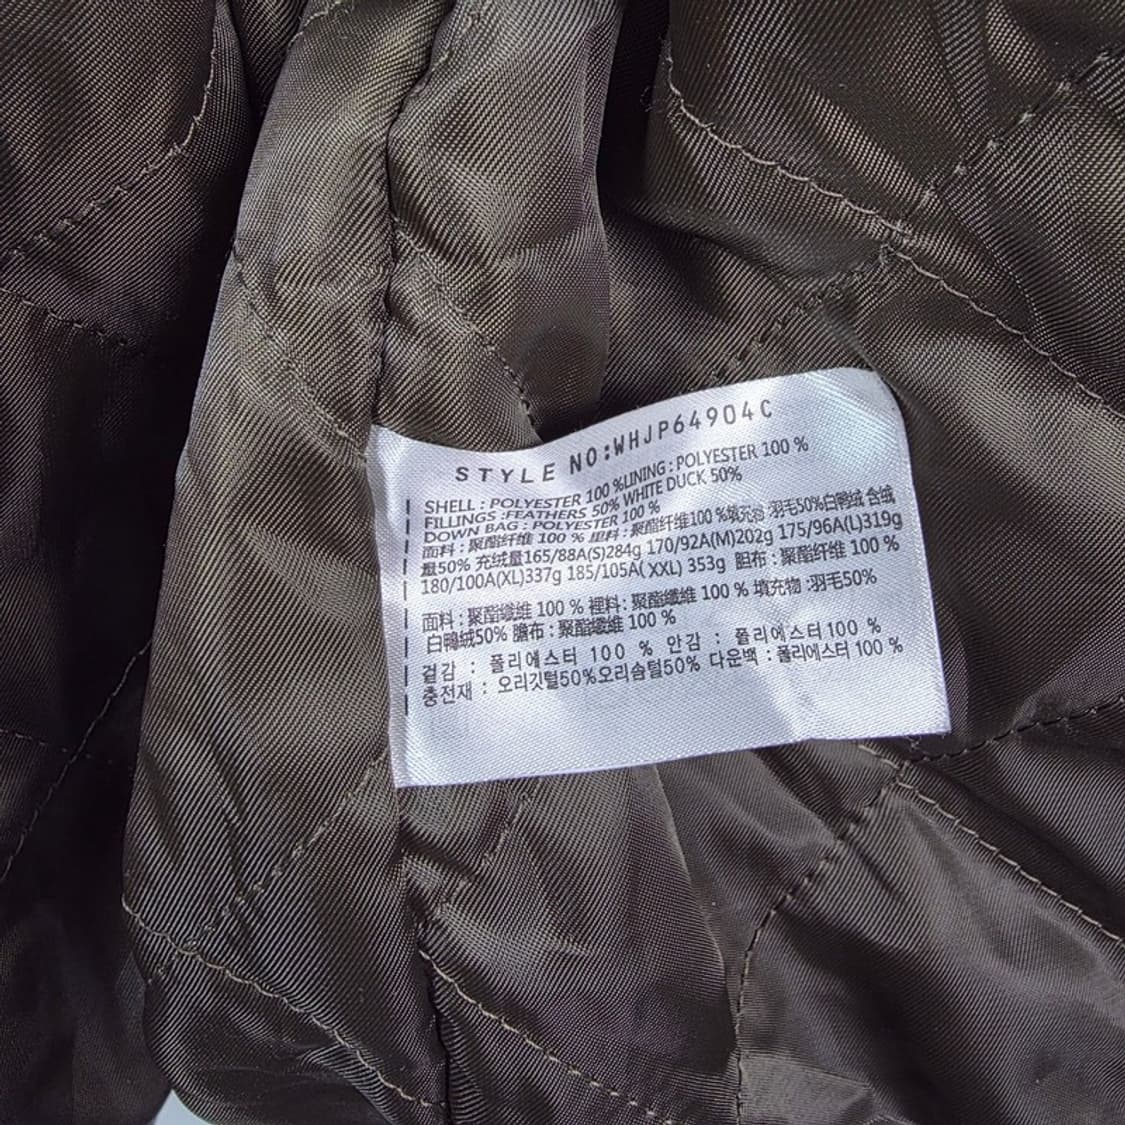 STYLE NO:WHJP64904C
SHELL : POLYESTER 100 %LINING : POLYESTER 100 %
FILLINGS :FEATHERS 50% WHITE DUCK 50%
DOWN BAG : POLYESTER 100 %
面料 : 聚酯纤维 100 % 里料 : 聚酯纤维100 %填充物 :羽毛50%白鸭绒 含绒
量50% 充绒量165/88A(S)284g 170/92A(M)202g 175/96A(L)319g
180/100A(XL)337g 185/105A( XXL) 353g 胆布 : 聚酯纤维 100 %
面料 : 聚酯纖維 100 % 裡料 : 聚酯纖維 100 % 填充物 :羽毛50%
白鴨絨50% 膽布 : 聚酯纖維 100 %
겉감 : 폴리에스터 100 % 안감 : 폴리에스터100 %
충전재 : 오리깃털50%오리솜털50% 다운백 : 폴리에스터 100 %